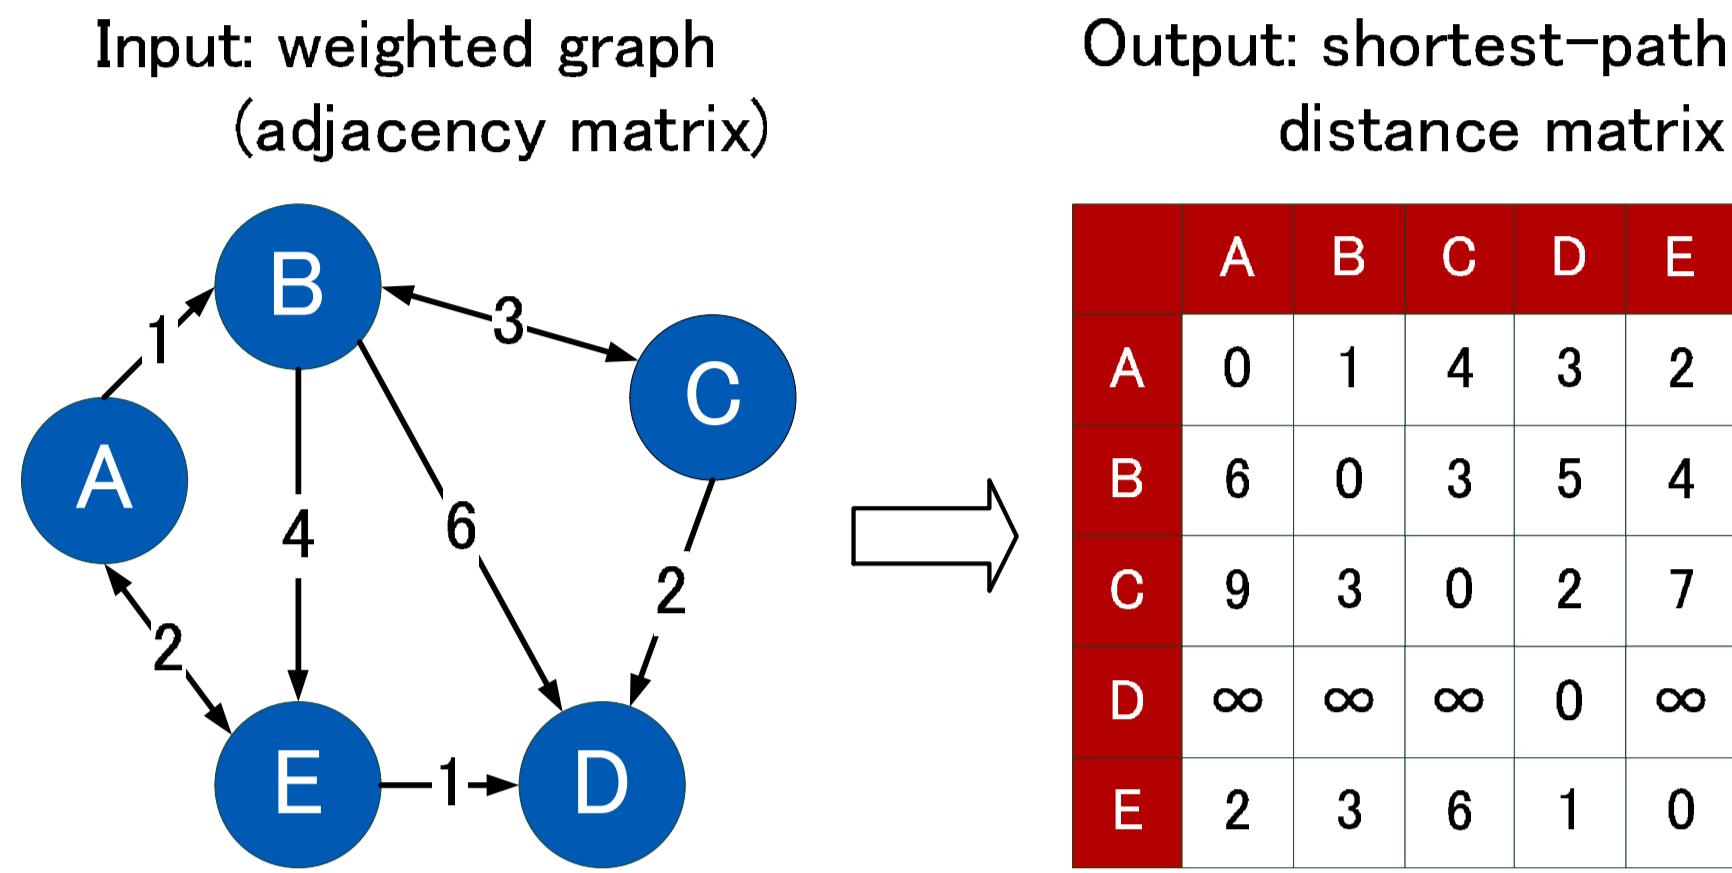 Input: weighted graph
(adjacency matrix)
Output: shortest-path
distance matrix
B
1
3
C
A
4
6
2
2
E
1
D
A B C D E
A 0 1 4 3 2
B 6 0 3 5 4
C 9 3 0 2 7
D ∞ ∞ ∞ 0 ∞
E 2 3 6 1 0